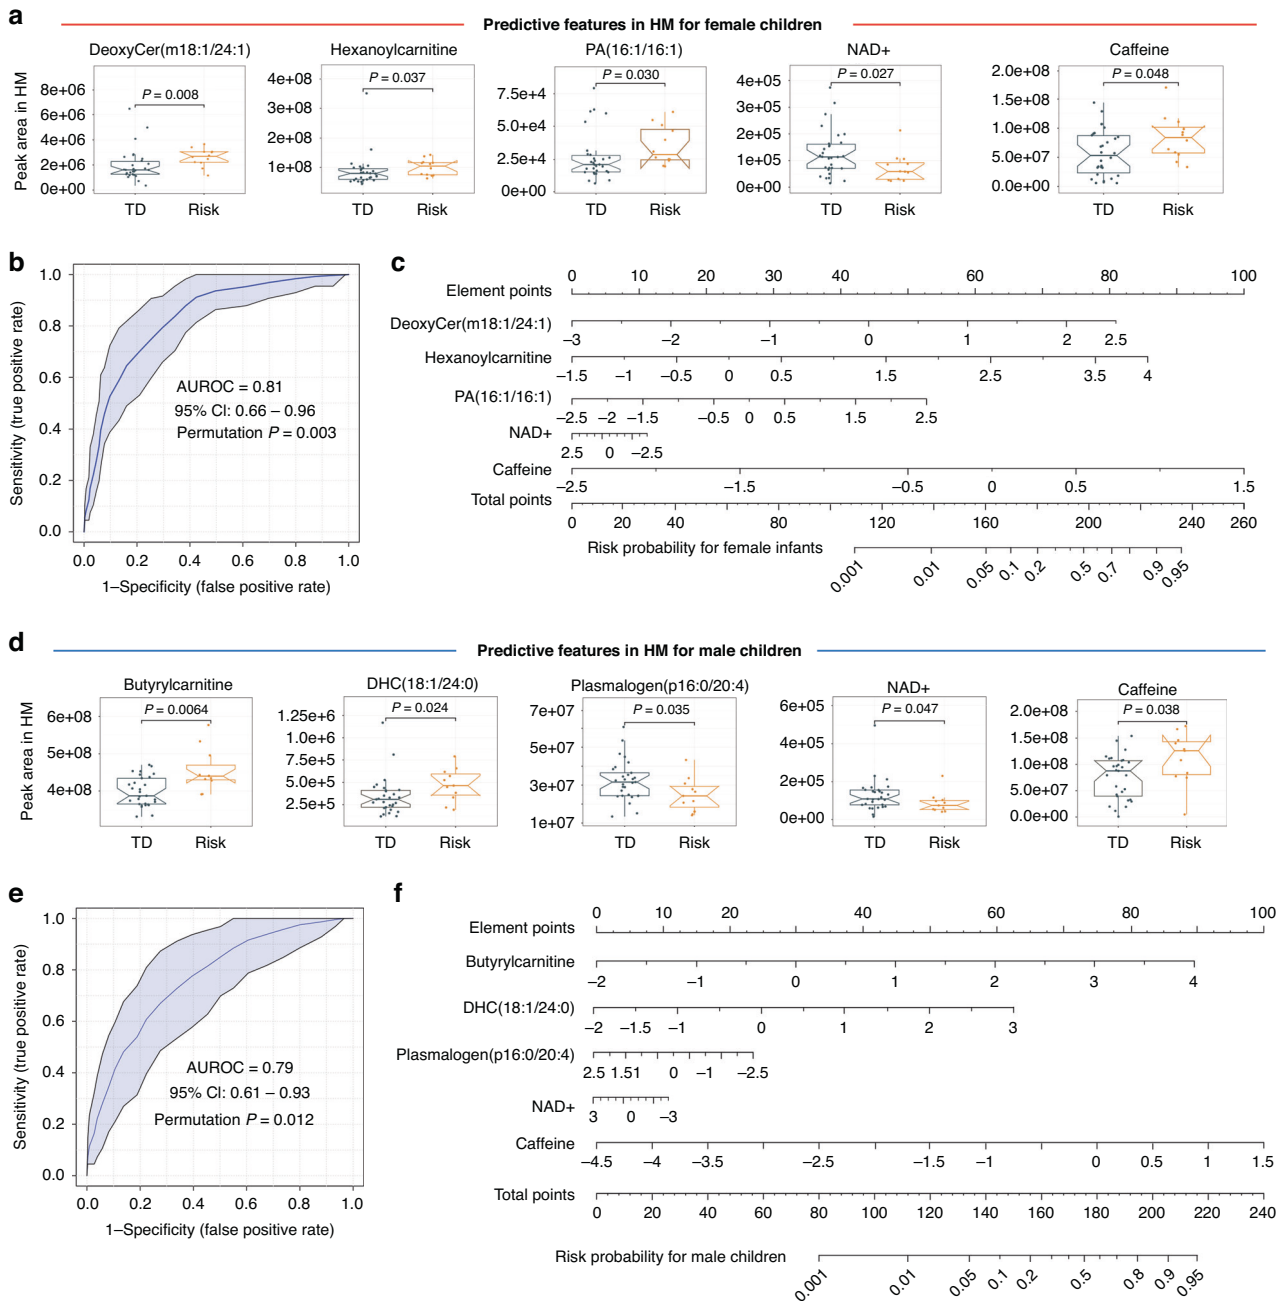 a
Predictive features in HM for female children
DeoxyCer(m18:1/24:1)
Hexanoylcarnitine
PA(16:1/16:1)
NAD+
Caffeine
Peak area in HM
8e+06
6e+06
4e+06
2e+06
0e+00
P = 0.008
TD
Risk
4e+08
3e+08
2e+08
1e+08
P = 0.037
TD
Risk
7.5e+4
5.0e+4
2.5e+4
0e+00
P = 0.030
TD
Risk
4e+05
3e+05
2e+05
1e+05
0e+00
P = 0.027
TD
Risk
2.0e+08
1.5e+08
1.0e+08
5.0e+07
0.0e+00
P = 0.048
TD
Risk
b
Sensitivity (true positive rate)
1.0
0.8
0.6
0.4
0.2
0.0
AUROC = 0.81
95% CI: 0.66 – 0.96
Permutation P = 0.003
0.0 0.2 0.4 0.6 0.8 1.0
1–Specificity (false positive rate)
c
0 10 20 30 40 60 80 100
Element points
DeoxyCer(m18:1/24:1)
–3 –2 –1 0 1 2 2.5
Hexanoylcarnitine
–1.5 –1 –0.5 0 0.5 1.5 2.5 3.5 4
PA(16:1/16:1)
–2.5 –2 –1.5 –0.5 0 0.5 1.5 2.5
NAD+
2.5 0 –2.5
Caffeine
–2.5 –1.5 –0.5 0 0.5 1.5
Total points
0 20 40 60 80 120 160 200 240 260
Risk probability for female infants
0.001 0.01 0.05 0.1 0.2 0.5 0.7 0.9 0.95
d
Predictive features in HM for male children
Butyrylcarnitine
DHC(18:1/24:0)
Plasmalogen(p16:0/20:4)
NAD+
Caffeine
Peak area in HM
6e+08
5e+08
4e+08
P = 0.0064
TD
Risk
1.25e+6
1.00e+6
7.5e+5
5.0e+5
2.5e+5
P = 0.024
TD
Risk
7e+07
5e+07
3e+07
1e+07
P = 0.035
TD
Risk
6e+05
4e+05
2e+05
0e+00
P = 0.047
TD
Risk
2.0e+08
1.5e+08
1.0e+08
5.0e+07
0.0e+00
P = 0.038
TD
Risk
e
Sensitivity (true positive rate)
1.0
0.8
0.6
0.4
0.2
0.0
AUROC = 0.79
95% CI: 0.61 – 0.93
Permutation P = 0.012
0.0 0.2 0.4 0.6 0.8 1.0
1–Specificity (false positive rate)
f
0 10 20 40 60 80 100
Element points
Butyrylcarnitine
–2 –1 0 1 2 3 4
DHC(18:1/24:0)
–2 –1.5 –1 0 1 2 3
Plasmalogen(p16:0/20:4)
2.5 1.51 0 –1 –2.5
NAD+
3 0 –3
Caffeine
–4.5 –4 –3.5 –2.5 –1.5 –1 0 0.5 1 1.5
Total points
0 20 40 60 80 100 120 140 160 180 200 220 240
Risk probability for male children
0.001 0.01 0.05 0.1 0.2 0.5 0.8 0.9 0.95